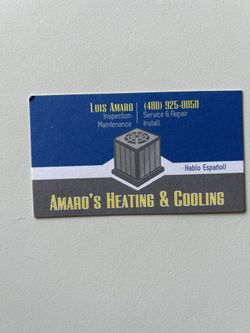 Luis Amaro | (480) 925-0050
Inspection Service & Repair
Maintenance Install
Hablo Español!
Amaro's Heating & Cooling